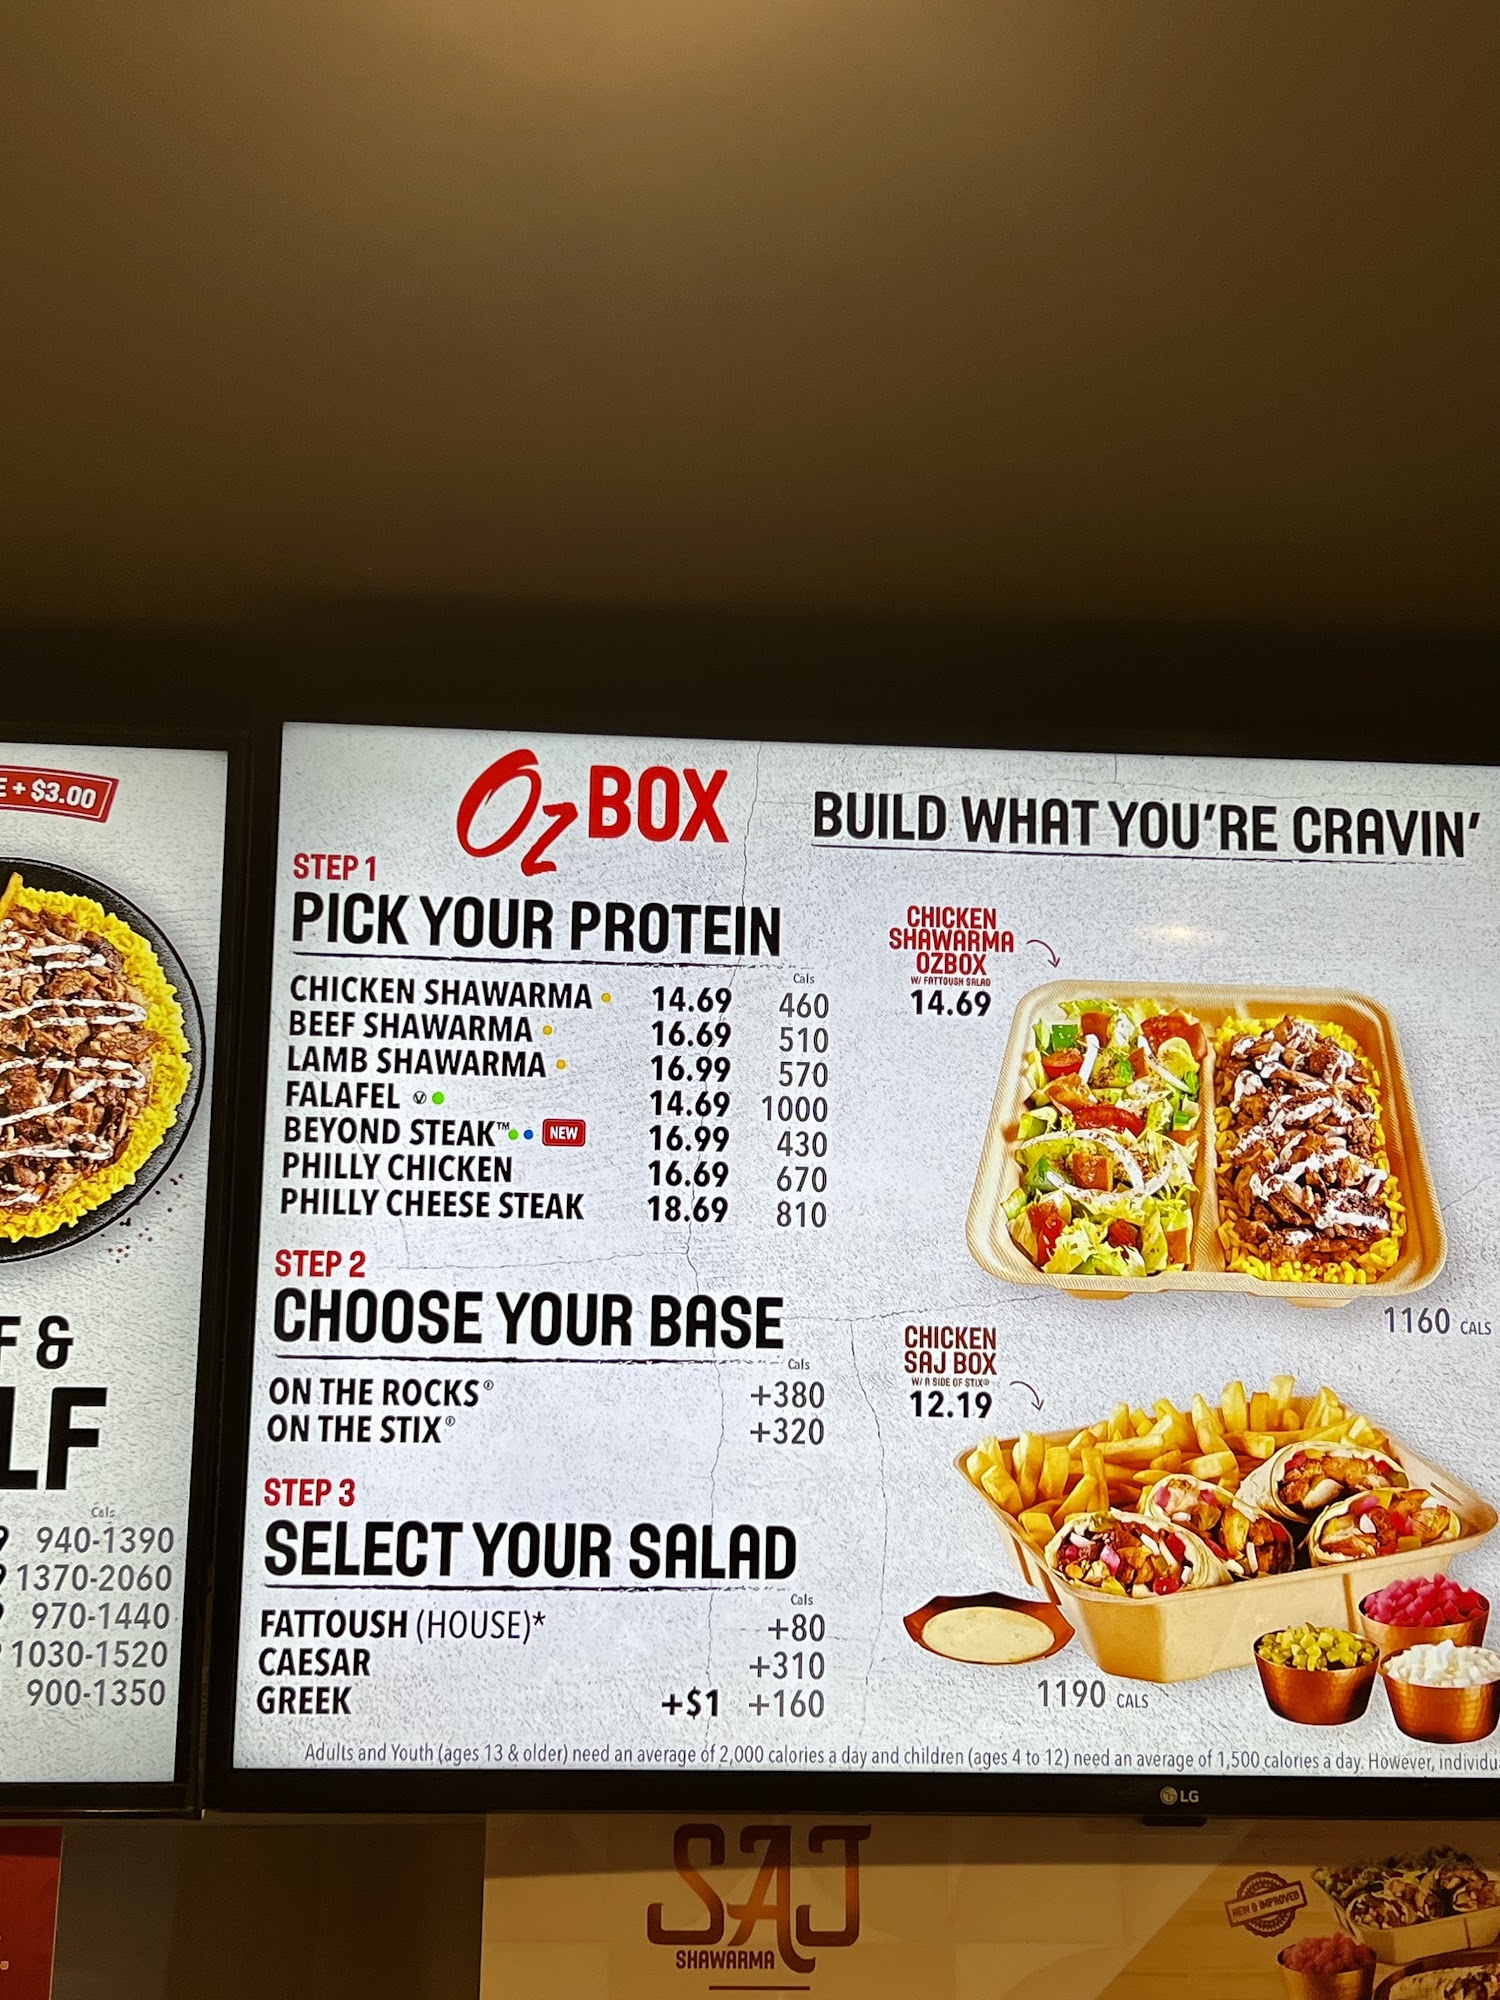 E + $3.00
F &
LF
Cals
940-1390
1370-2060
970-1440
1030-1520
900-1350
Oz BOX
STEP 1
PICK YOUR PROTEIN
Cals
CHICKEN SHAWARMA 14.69 460
BEEF SHAWARMA 16.69 510
LAMB SHAWARMA 16.99 570
FALAFEL Ⓥ 14.69 1000
BEYOND STEAK™ NEW 16.99 430
PHILLY CHICKEN 16.69 670
PHILLY CHEESE STEAK 18.69 810
STEP 2
CHOOSE YOUR BASE
Cals
ON THE ROCKS® +380
ON THE STIX® +320
STEP 3
SELECT YOUR SALAD
Cals
FATTOUSH (HOUSE)* +80
CAESAR +310
GREEK +$1 +160
BUILD WHAT YOU'RE CRAVIN'
CHICKEN
SHAWARMA
OZBOX
W/ FATTOUSH SALAD
14.69
1160 CALS
CHICKEN
SAJ BOX
W/ A SIDE OF STIX®
12.19
1190 CALS
Adults and Youth (ages 13 & older) need an average of 2,000 calories a day and children (ages 4 to 12) need an average of 1,500 calories a day. However, individu
LG
SAJ
SHAWARMA
NEW & IMPROVED